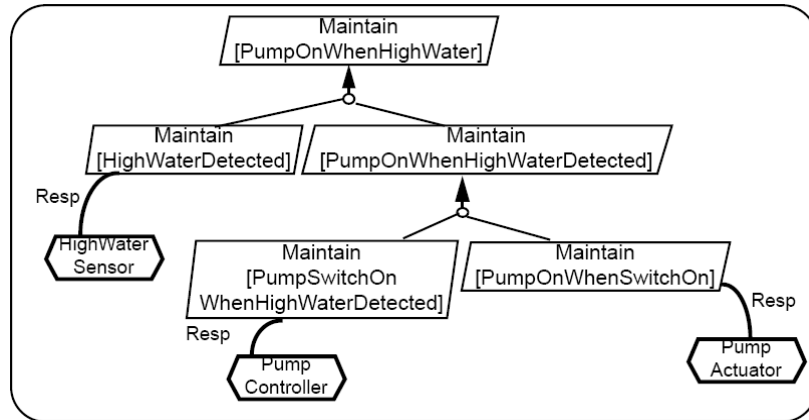 Maintain
[PumpOnWhenHighWater]
Maintain
[HighWaterDetected]
Maintain
[PumpOnWhenHighWaterDetected]
Resp
HighWater
Sensor
Maintain
[PumpSwitchOn
WhenHighWaterDetected]
Maintain
[PumpOnWhenSwitchOn]
Resp
Pump
Controller
Resp
Pump
Actuator